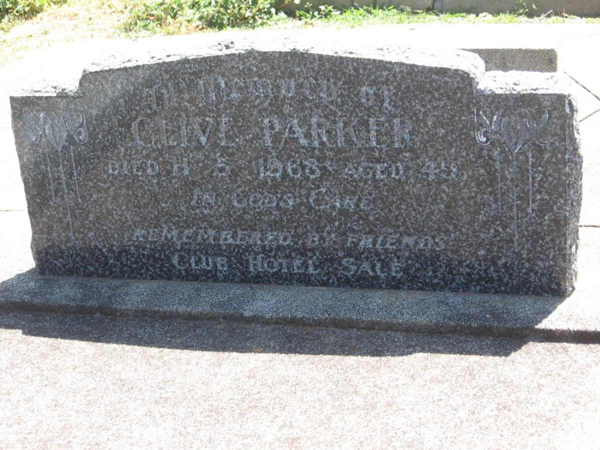 In Memory of
CLIVE PARKER
DIED 11 · 5 · 1968 · AGED 49
IN GODS CARE
REMEMBERED BY FRIENDS
CLUB HOTEL SALE